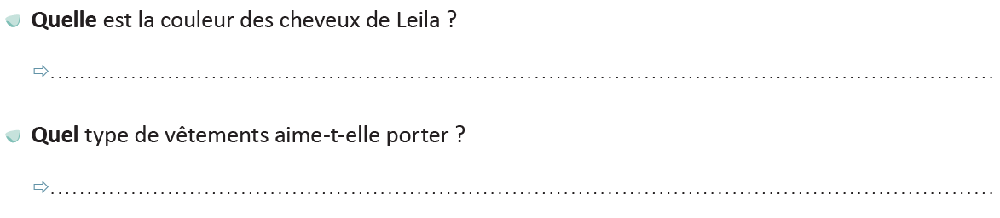 Quelle est la couleur des cheveux de Leila ?
⇨........................................................................................................................
Quel type de vêtements aime-t-elle porter ?
⇨........................................................................................................................